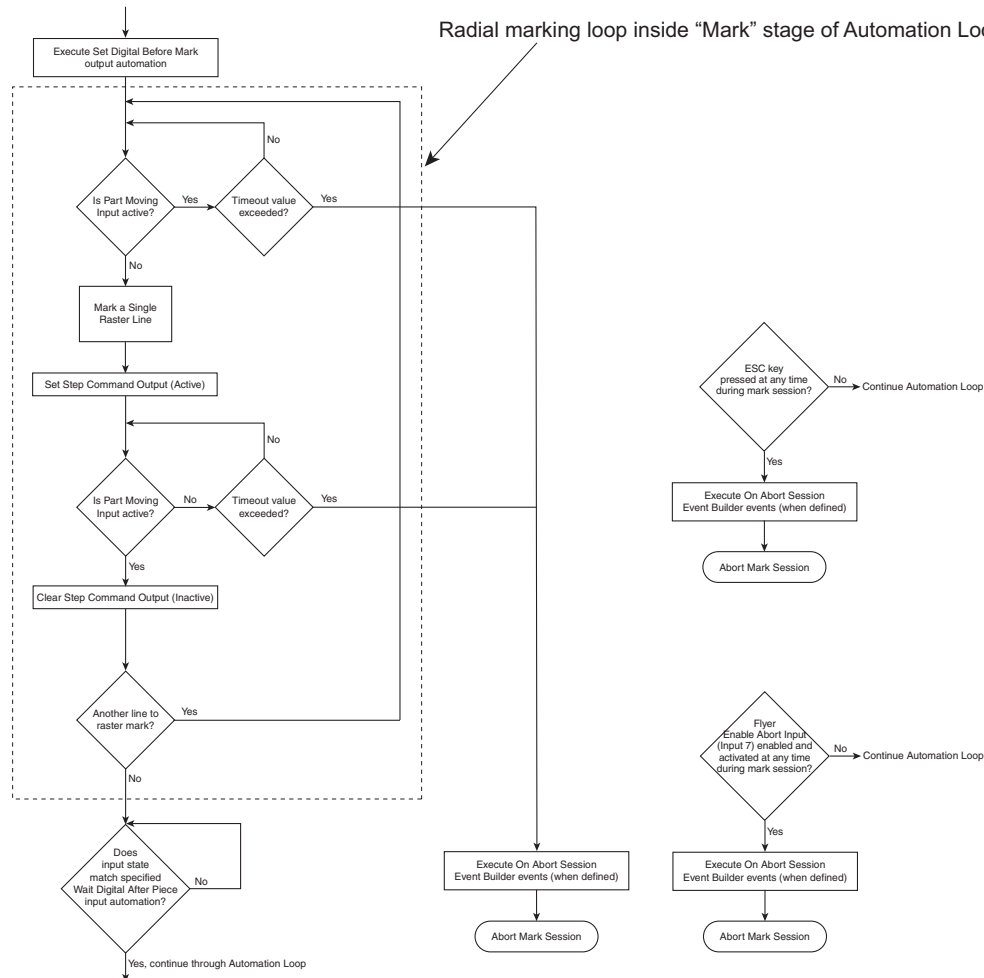 Radial marking loop inside “Mark” stage of Automation Loo
Execute Set Digital Before Mark
output automation
No
Is Part Moving
Input active?
Yes
Timeout value
exceeded?
Yes
No
Mark a Single
Raster Line
Set Step Command Output (Active)
No
Is Part Moving
Input active?
No
Timeout value
exceeded?
Yes
Yes
Clear Step Command Output (Inactive)
Another line to
raster mark?
Yes
No
Does
input state
match specified
Wait Digital After Piece
input automation?
No
Yes, continue through Automation Loop
Execute On Abort Session
Event Builder events (when defined)
Abort Mark Session
ESC key
pressed at any time
during mark session?
No
Continue Automation Loop
Yes
Execute On Abort Session
Event Builder events (when defined)
Abort Mark Session
Flyer
Enable Abort Input
(Input 7) enabled and
activated at any time
during mark session?
No
Continue Automation Loop
Yes
Execute On Abort Session
Event Builder events (when defined)
Abort Mark Session